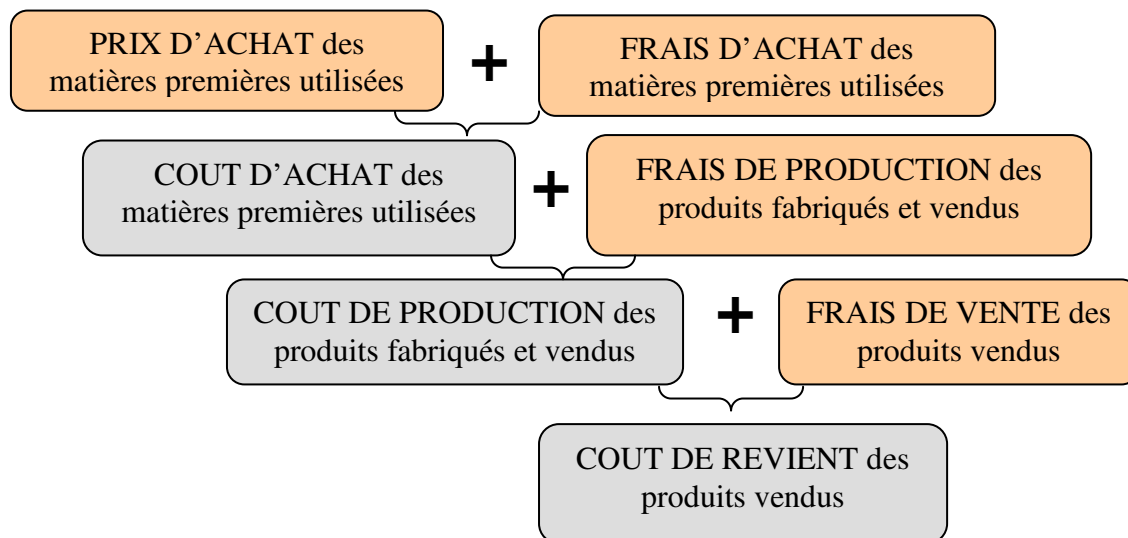 PRIX D’ACHAT des
matières premières utilisées
+
FRAIS D’ACHAT des
matières premières utilisées
COUT D’ACHAT des
matières premières utilisées
+
FRAIS DE PRODUCTION des
produits fabriqués et vendus
COUT DE PRODUCTION des
produits fabriqués et vendus
+
FRAIS DE VENTE des
produits vendus
COUT DE REVIENT des
produits vendus